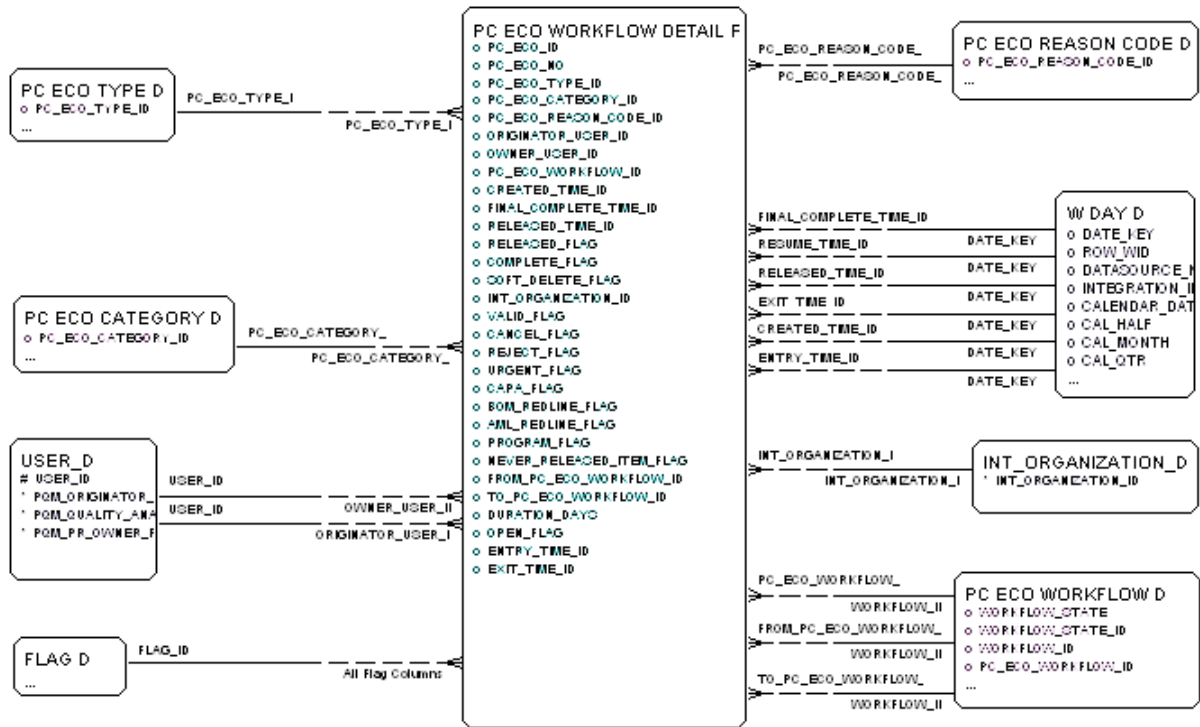 PC ECO TYPE D
PC_ECO_TYPE_ID
...
PC_ECO_TYPE_I
PC_ECO_TYPE_I
PC ECO CATEGORY D
PC_ECO_CATEGORY_ID
...
PC_ECO_CATEGORY_
PC_ECO_CATEGORY_
USER_D
# USER_ID
* PQM_ORIGINATOR_
* PQM_QUALITY_ANA
* PQM_PR_OWNER_F
USER_ID
OWNER_USER_II
USER_ID
ORIGINATOR_USER_I
FLAG D
...
FLAG_ID
All Flag Columns
PC ECO WORKFLOW DETAIL F
PC_ECO_ID
PC_ECO_NO
PC_ECO_TYPE_ID
PC_ECO_CATEGORY_ID
PC_ECO_REASON_CODE_ID
ORIGINATOR_USER_ID
OWNER_USER_ID
PC_ECO_WORKFLOW_ID
CREATED_TIME_ID
FINAL_COMPLETE_TIME_ID
RELEASED_TIME_ID
RELEASED_FLAG
COMPLETE_FLAG
SOFT_DELETE_FLAG
INT_ORGANIZATION_ID
VALID_FLAG
CANCEL_FLAG
REJECT_FLAG
URGENT_FLAG
CAPA_FLAG
BOM_REDLINE_FLAG
AML_REDLINE_FLAG
PROGRAM_FLAG
NEVER_RELEASED_ITEM_FLAG
FROM_PC_ECO_WORKFLOW_ID
TO_PC_ECO_WORKFLOW_ID
DURATION_DAYS
OPEN_FLAG
ENTRY_TIME_ID
EXIT_TIME_ID
PC_ECO_REASON_CODE_
PC_ECO_REASON_CODE_
PC ECO REASON CODE D
PC_ECO_REASON_CODE_ID
...
FINAL_COMPLETE_TIME_ID
DATE_KEY
RESUME_TIME_ID
DATE_KEY
RELEASED_TIME_ID
DATE_KEY
EXIT_TIME_ID
DATE_KEY
CREATED_TIME_ID
DATE_KEY
ENTRY_TIME_ID
DATE_KEY
W DAY D
DATE_KEY
ROW_WID
DATASOURCE_N
INTEGRATION_I
CALENDAR_DAT
CAL_HALF
CAL_MONTH
CAL_QTR
...
INT_ORGANIZATION_I
INT_ORGANIZATION_I
INT_ORGANIZATION_D
* INT_ORGANIZATION_ID
PC_ECO_WORKFLOW_
WORKFLOW_II
FROM_PC_ECO_WORKFLOW_
WORKFLOW_II
TO_PC_ECO_WORKFLOW_
WORKFLOW_II
PC ECO WORKFLOW D
WORKFLOW_STATE
WORKFLOW_STATE_ID
WORKFLOW_ID
PC_ECO_WORKFLOW_ID
...